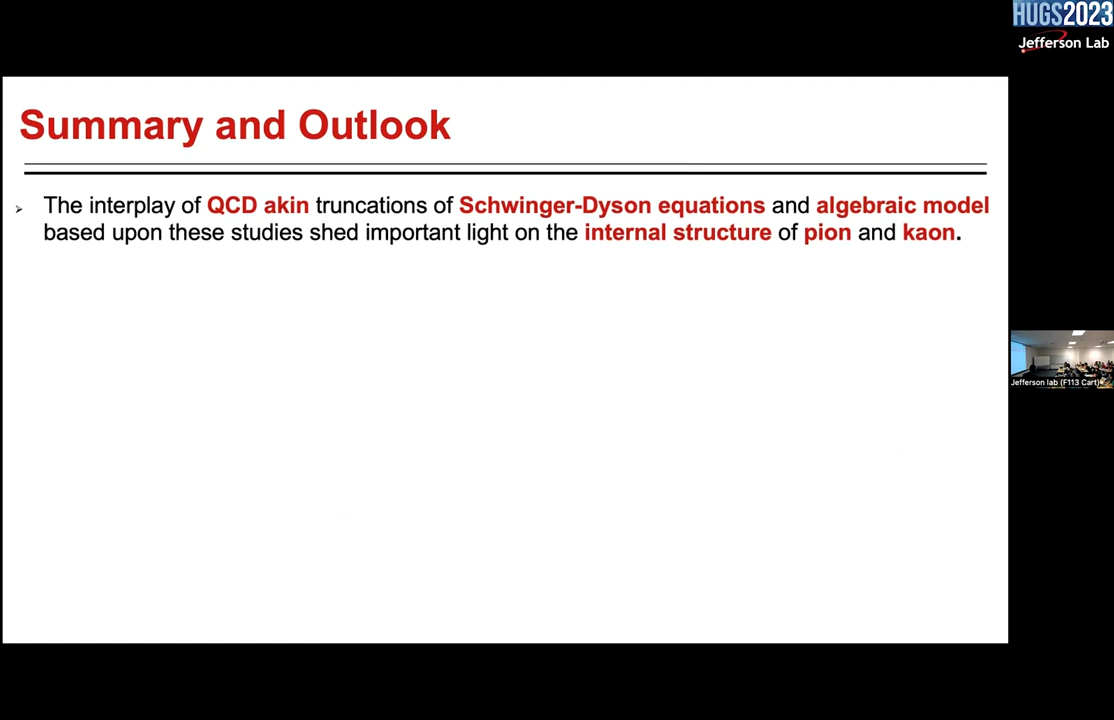 HUGS2023
Jefferson Lab
Summary and Outlook
The interplay of QCD akin truncations of Schwinger-Dyson equations and algebraic model
based upon these studies shed important light on the internal structure of pion and kaon.
Jefferson lab (F113 Cart)